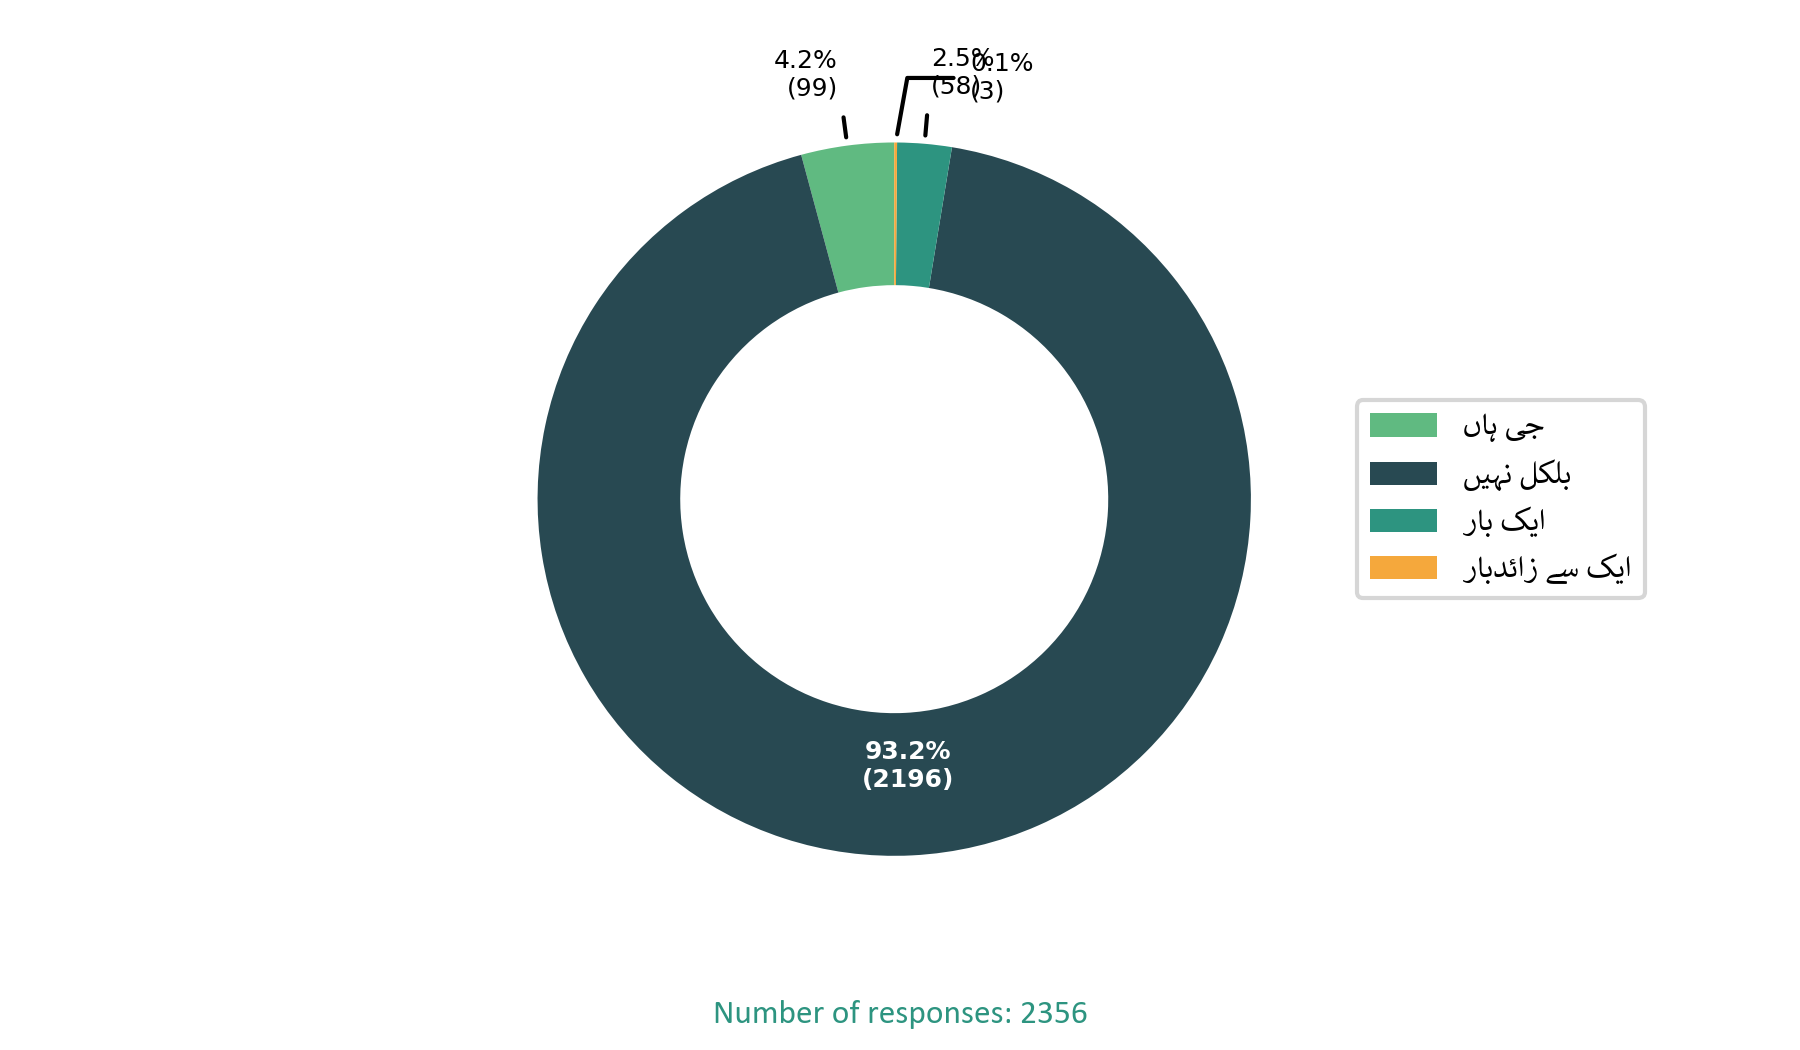 4.2%
(99)
2.5%
(58)
0.1%
(3)
93.2%
(2196)
جی ہاں
بلکل نہیں
ایک بار
ایک سے زائدبار
Number of responses: 2356